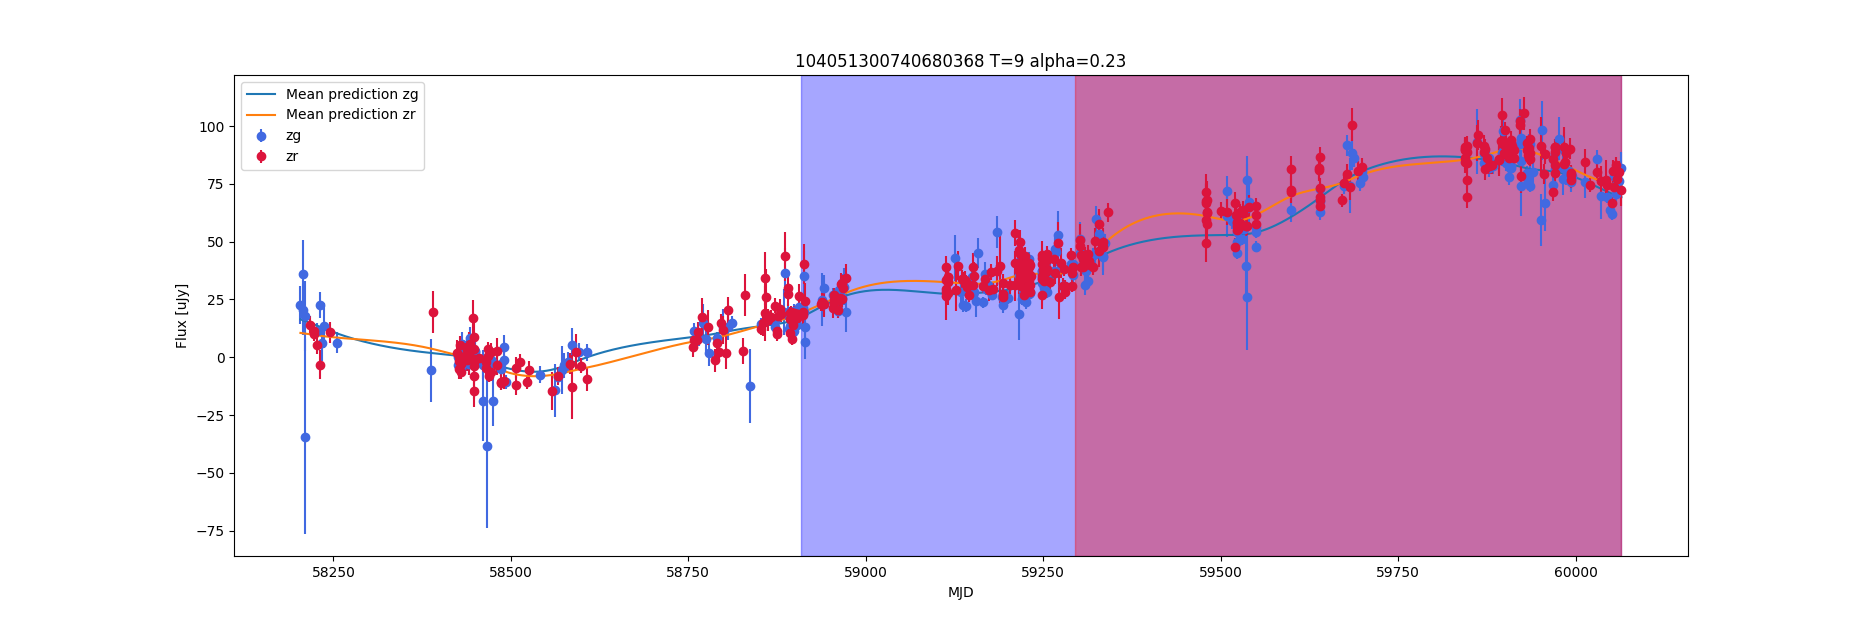 104051300740680368 T=9 alpha=0.23
Mean prediction zg
Mean prediction zr
zg
zr
100
75
50
25
0
−25
−50
−75
Flux [uJy]
58250 58500 58750 59000 59250 59500 59750 60000
MJD